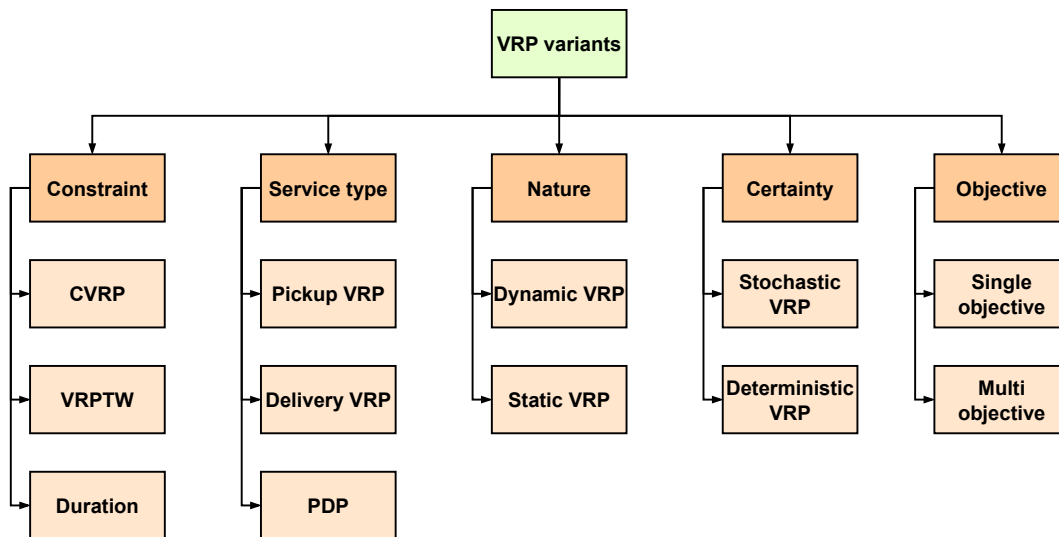 VRP variants
Constraint
Service type
Nature
Certainty
Objective
CVRP
Pickup VRP
Dynamic VRP
Stochastic
VRP
Single
objective
VRPTW
Delivery VRP
Static VRP
Deterministic
VRP
Multi
objective
Duration
PDP